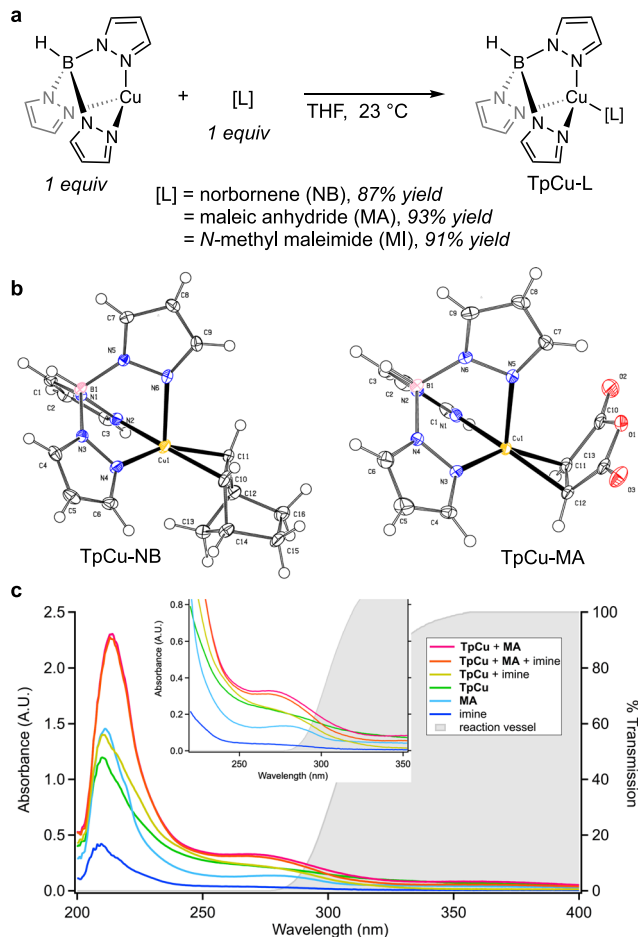 a
H
B
N
N
Cu
N
N
N
N
1 equiv
+
[L]
1 equiv
THF, 23 °C
H
B
N
N
Cu
[L]
N
N
N
N
TpCu-L
[L] = norbornene (NB), 87% yield
= maleic anhydride (MA), 93% yield
= N-methyl maleimide (MI), 91% yield
b
C8
C7
C9
N5
N6
B1
N1
C1
C2
N2
C3
N3
Cu1
C11
C4
N4
C10
C12
C5
C6
C13
C16
C14
C15
TpCu-NB
C8
C9
C7
N6
N5
O2
C3
B1
C2
N2
C10
C1
N1
O1
Cu1
N4
C13
C11
C6
N3
O3
C12
C5
C4
TpCu-MA
c
2.5
2.0
1.5
1.0
0.5
0.0
Absorbance (A.U.)
200
250
300
350
400
Wavelength (nm)
0.8
0.6
0.4
0.2
0.0
Absorbance (A.U.)
250
300
350
Wavelength (nm)
TpCu + MA
TpCu + MA + imine
TpCu + imine
TpCu
MA
imine
reaction vessel
100
80
60
40
20
0
% Transmission